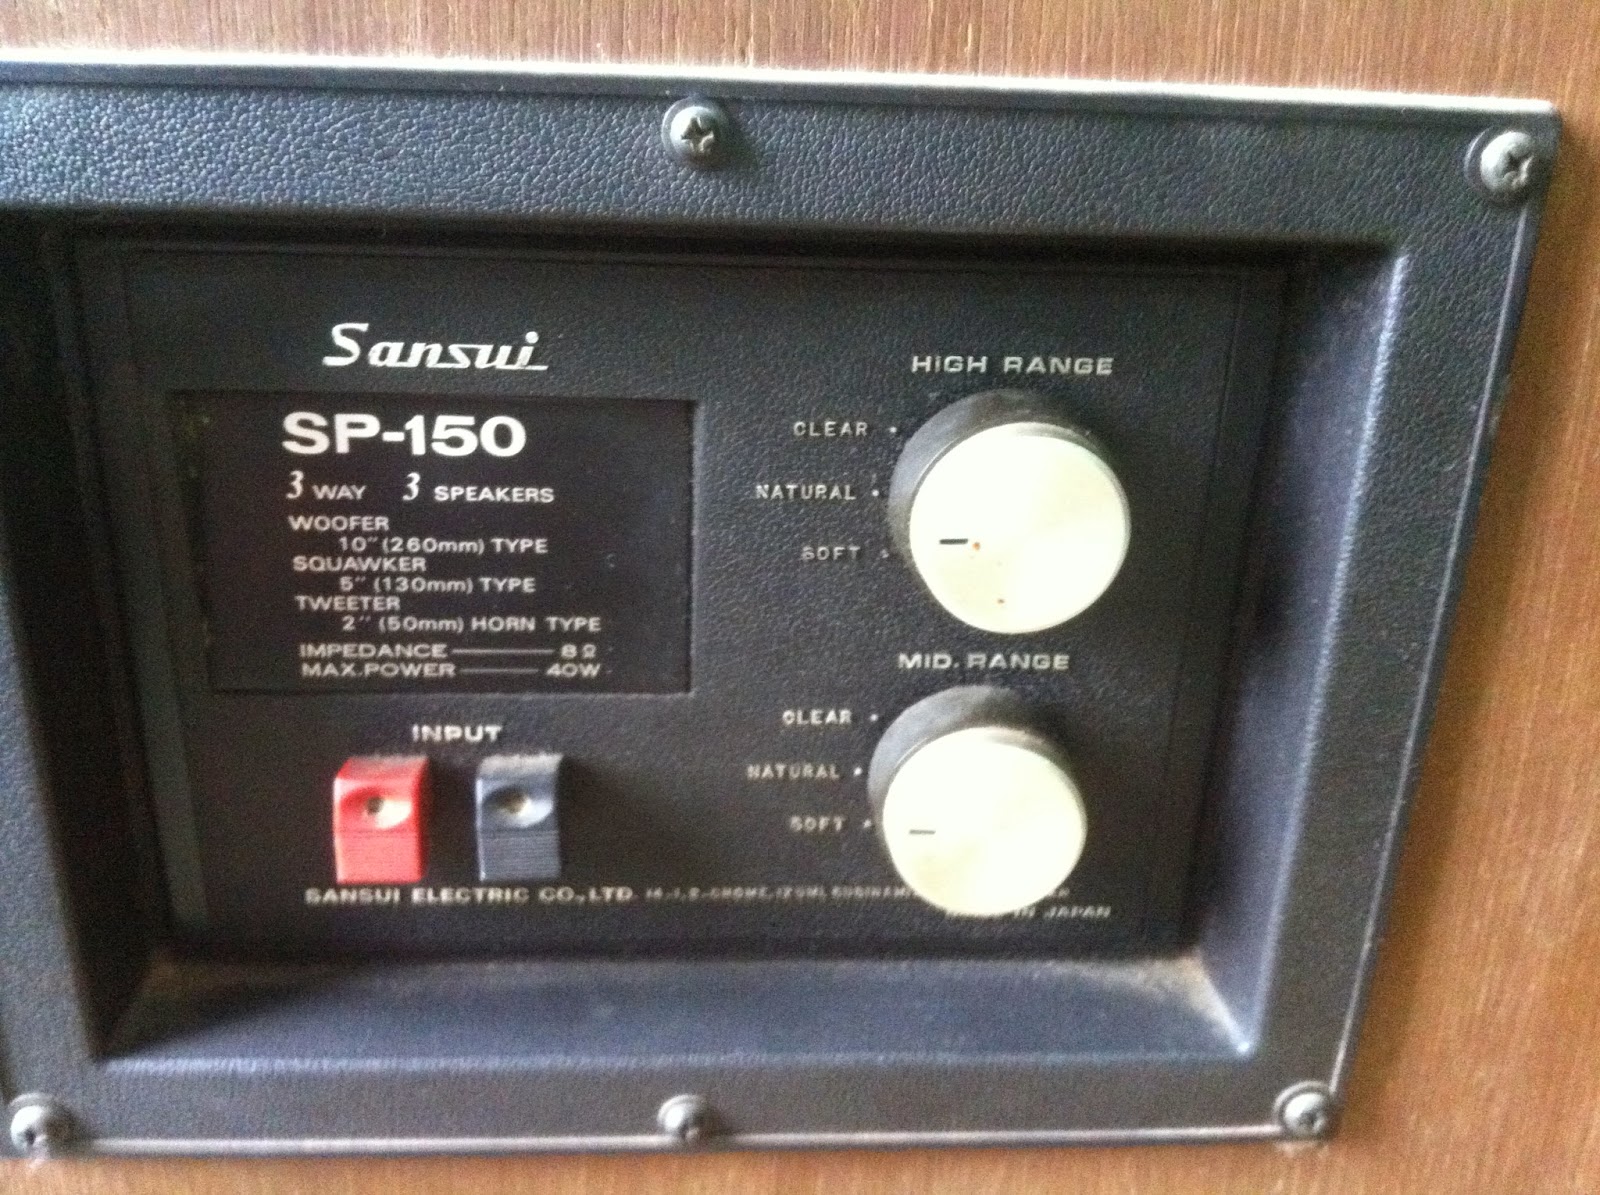 Sansui
SP-150
3 WAY 3 SPEAKERS
WOOFER
10" (260mm) TYPE
SQUAWKER
5" (130mm) TYPE
TWEETER
2" (50mm) HORN TYPE
IMPEDANCE 8Ω
MAX.POWER 40W
INPUT
HIGH RANGE
CLEAR
NATURAL
SOFT
MID. RANGE
CLEAR
NATURAL
SOFT
SANSUI ELECTRIC CO., LTD.
IN JAPAN